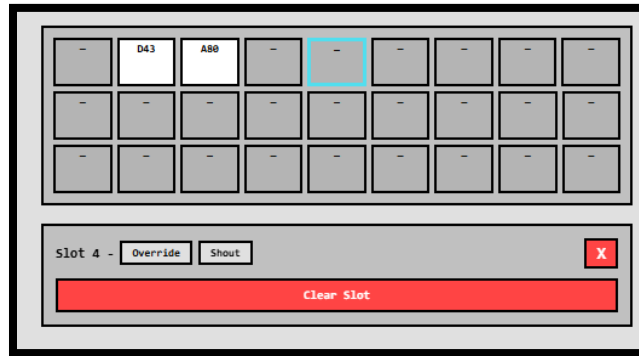 – D43 A80 – – – – – –
– – – – – – – – –
– – – – – – – – –
Slot 4 - Override Shout X
Clear Slot